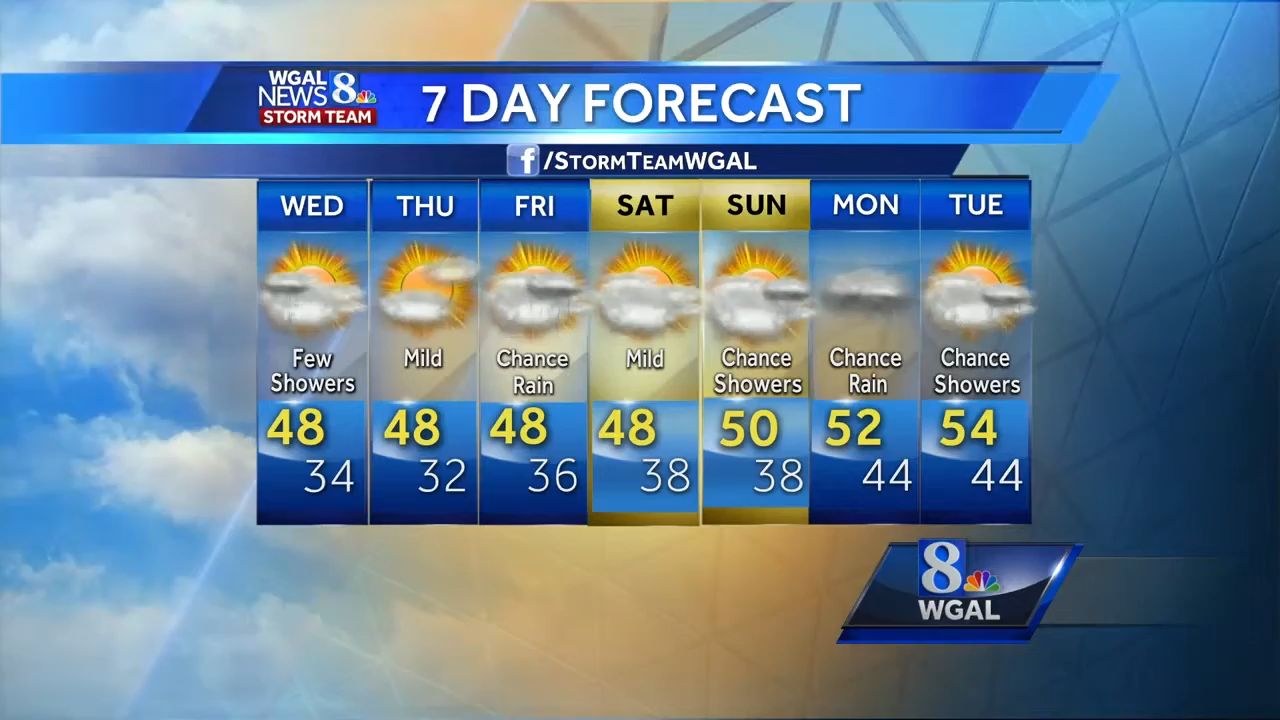 WGAL
NEWS 8
STORM TEAM
7 DAY FORECAST
f /STORMTEAMWGAL
WED THU FRI SAT SUN MON TUE
Few Showers
Mild
Chance Rain
Mild
Chance Showers
Chance Rain
Chance Showers
48 48 48 48 50 52 54
34 32 36 38 38 44 44
8
WGAL